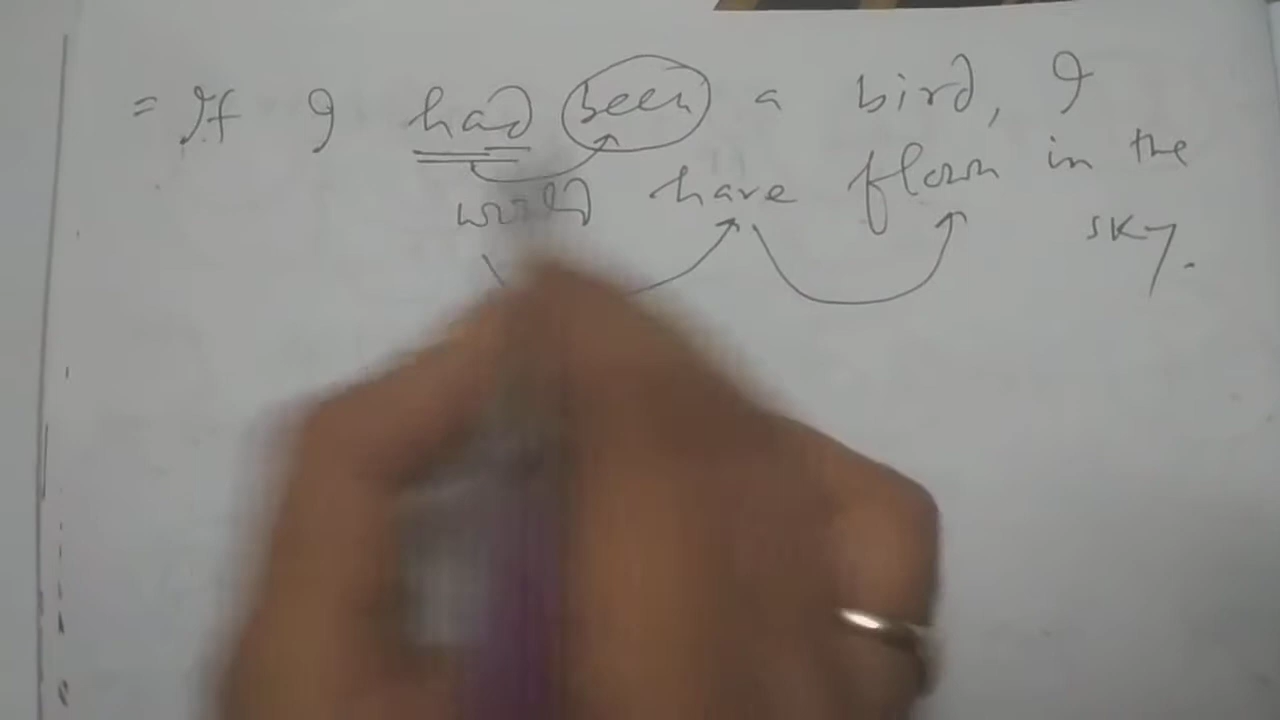 = If I had been a bird, I
would have flown in the
sky.